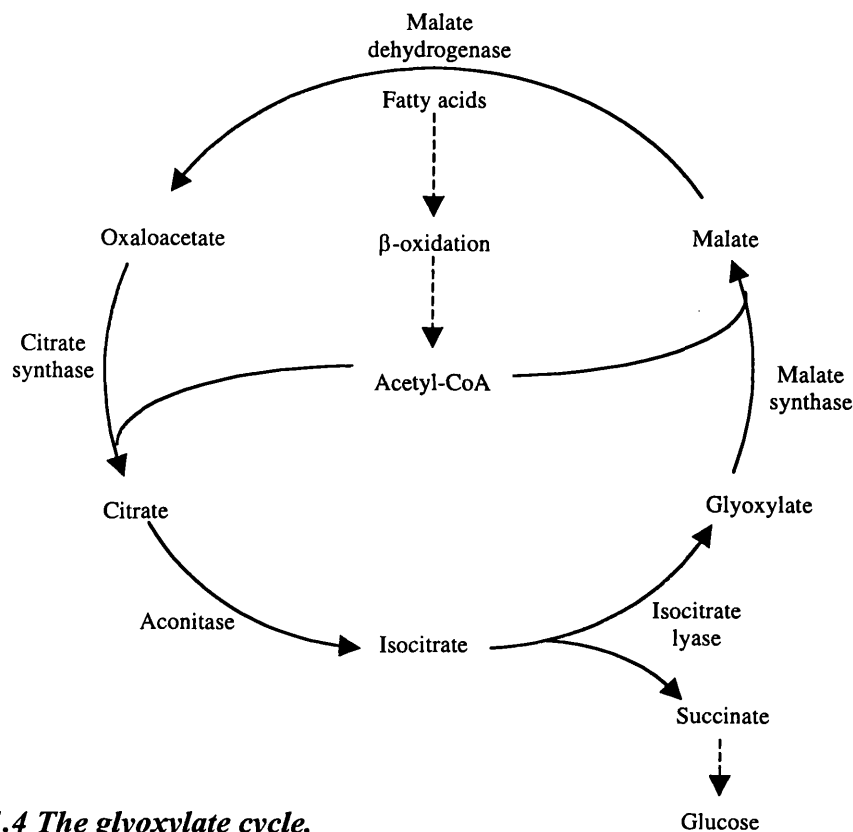 Malate
dehydrogenase
Fatty acids
Oxaloacetate
β-oxidation
Malate
Citrate
synthase
Acetyl-CoA
Malate
synthase
Citrate
Glyoxylate
Aconitase
Isocitrate
Isocitrate
lyase
Succinate
.4 The glyoxylate cycle.
Glucose